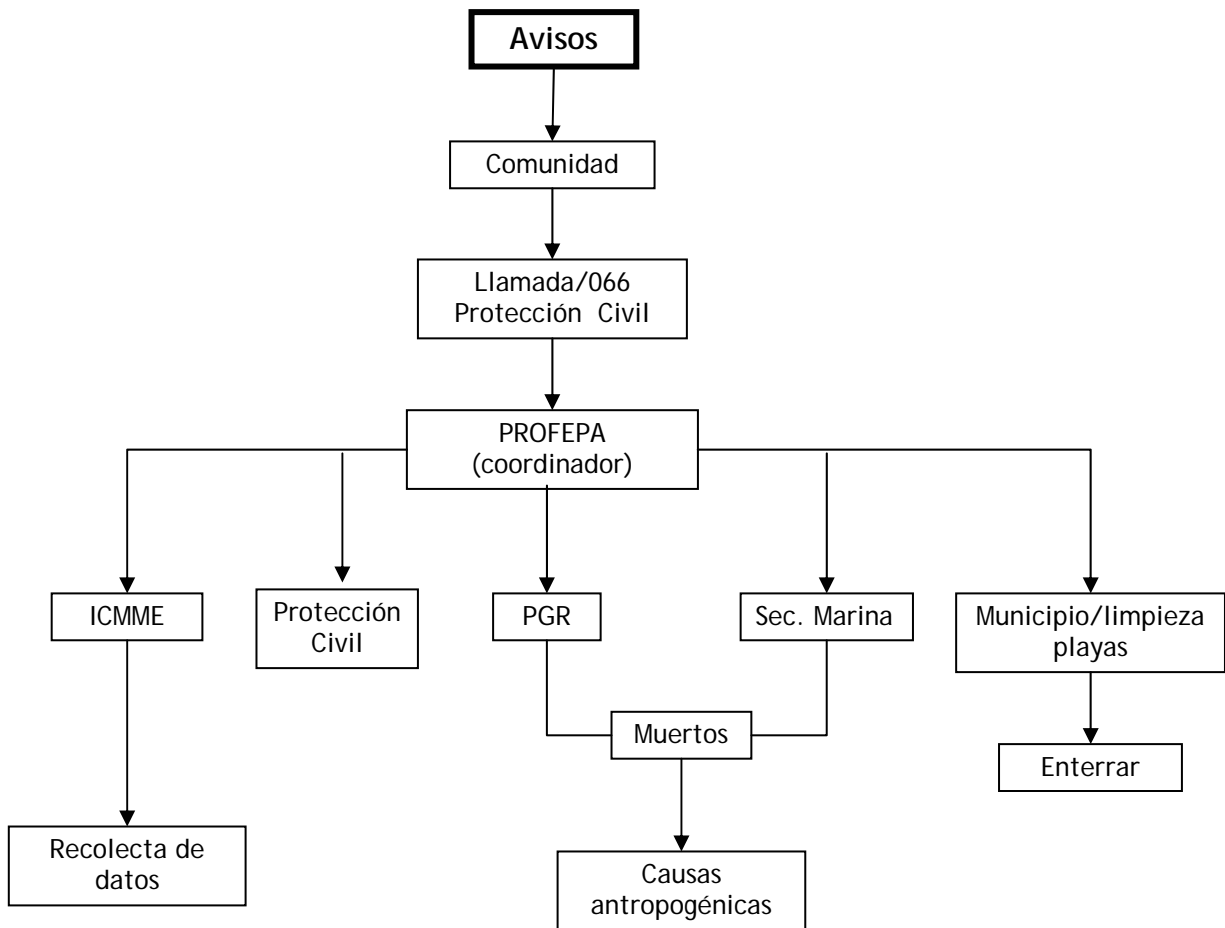 Avisos
Comunidad
Llamada/066
Protección Civil
PROFEPA
(coordinador)
ICMME
Protección
Civil
PGR
Sec. Marina
Municipio/limpieza
playas
Muertos
Enterrar
Recolecta de
datos
Causas
antropogénicas